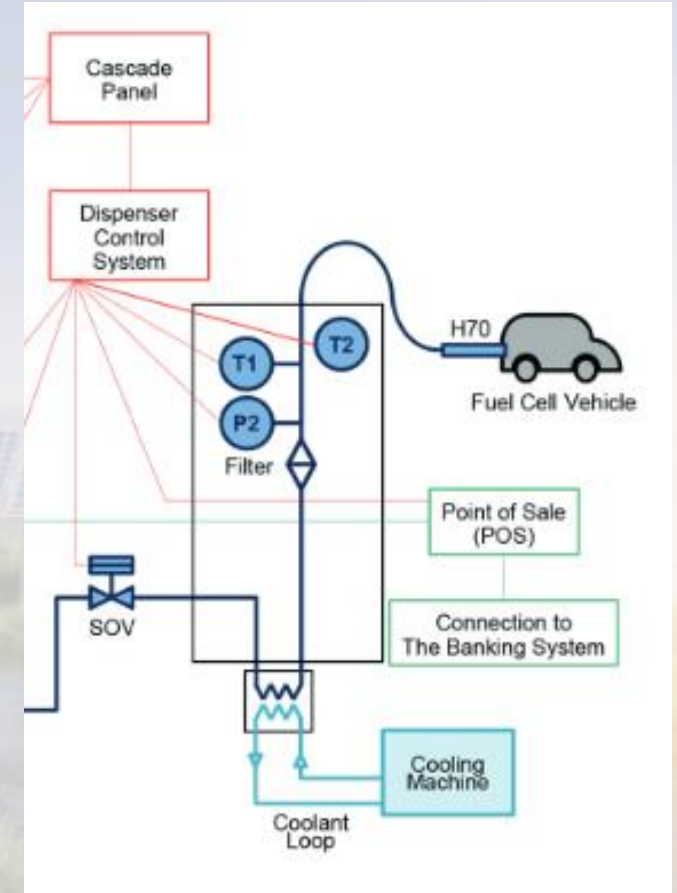 Cascade
Panel
Dispenser
Control
System
T1
T2
H70
Fuel Cell Vehicle
P2
Filter
Point of Sale
(POS)
SOV
Connection to
The Banking System
Cooling
Machine
Coolant
Loop